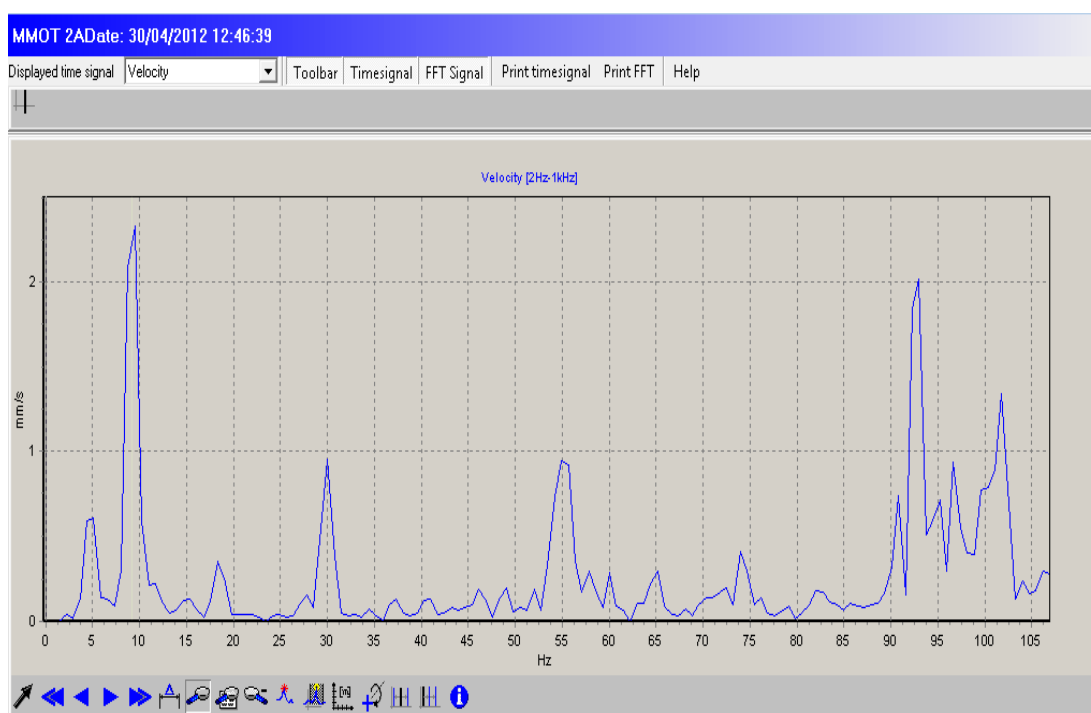 MMOT 2ADate: 30/04/2012 12:46:39
Displayed time signal Velocity Toolbar Timesignal FFT Signal Print timesignal Print FFT Help
Velocity [2Hz-1kHz]
2
1
0
mm/s
0 5 10 15 20 25 30 35 40 45 50 55 60 65 70 75 80 85 90 95 100 105
Hz
[m]